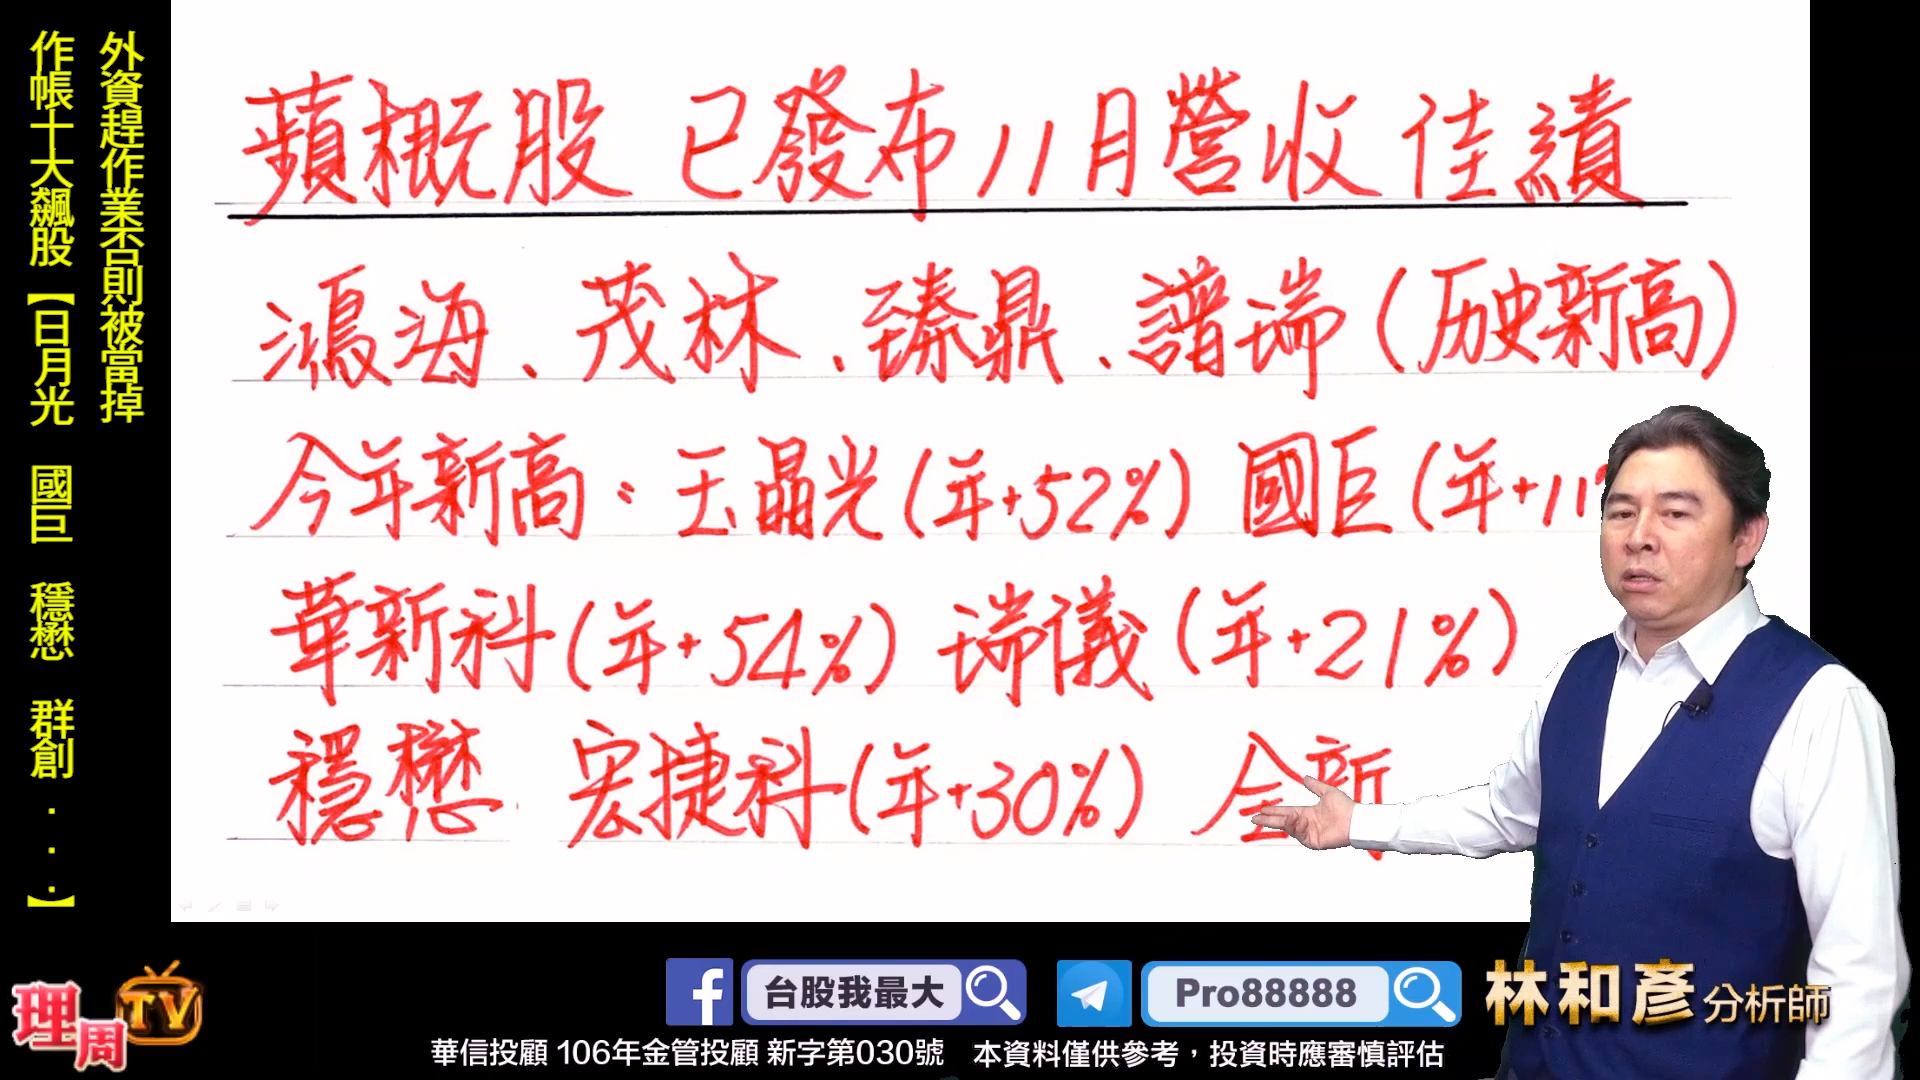 外資趕作業否則被當掉
作帳十大飆股【日月光 國巨 穩懋 群創...】
蘋概股 已發布11月營收佳績
鴻海、茂林、臻鼎、譜瑞(历史新高)
今年新高:玉晶光(年+52%) 國巨(年+11
華新科(年+54%) 瑞儀(年+21%)
穩懋 宏捷科(年+30%) 全新
理周TV
台股我最大
Pro88888
林和彥分析師
華信投顧 106年金管投顧 新字第030號 本資料僅供參考，投資時應審慎評估